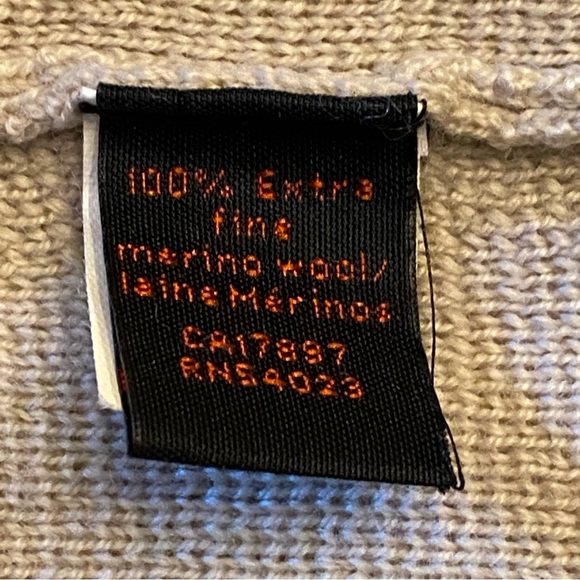 100% Extra
fine
merino wool/
laine Mérinos
CA17897
RN54023